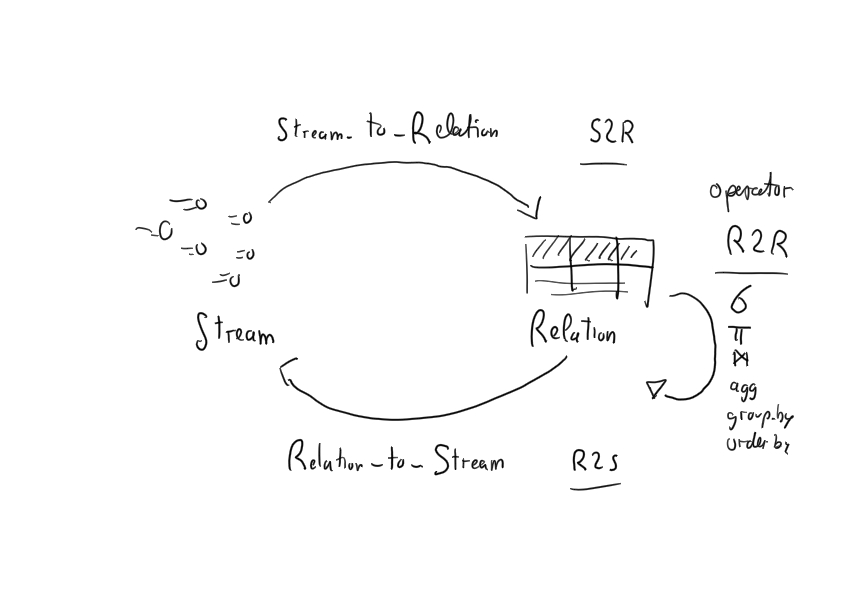 Stream-to-Relation
S2R
operator
R2R
Stream
Relation
σ
π
⋈
agg
group-by
order by
Relation-to-Stream
R2S